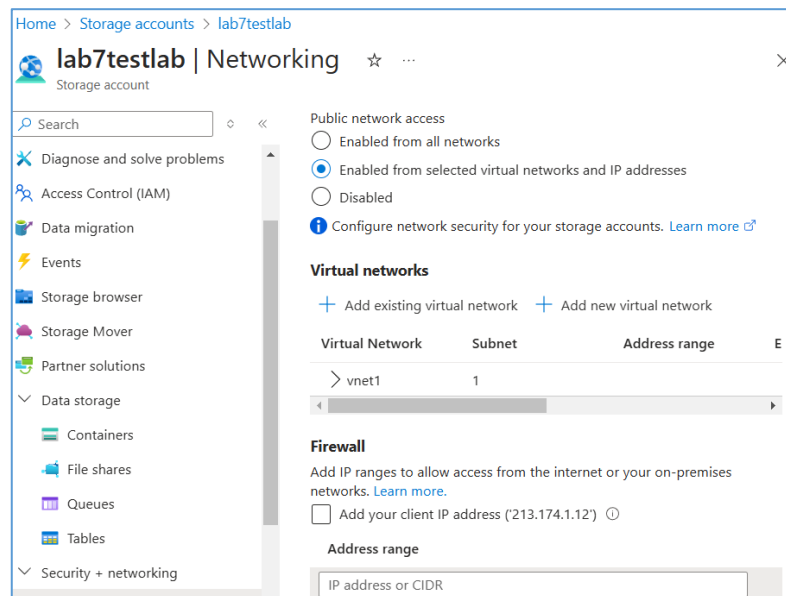 Home > Storage accounts > lab7testlab
lab7testlab | Networking
Storage account
Search
Diagnose and solve problems
Access Control (IAM)
Data migration
Events
Storage browser
Storage Mover
Partner solutions
Data storage
Containers
File shares
Queues
Tables
Security + networking
Public network access
Enabled from all networks
Enabled from selected virtual networks and IP addresses
Disabled
Configure network security for your storage accounts. Learn more
Virtual networks
Add existing virtual network Add new virtual network
Virtual Network Subnet Address range E
vnet1 1
Firewall
Add IP ranges to allow access from the internet or your on-premises
networks. Learn more.
Add your client IP address ('213.174.1.12')
Address range
IP address or CIDR